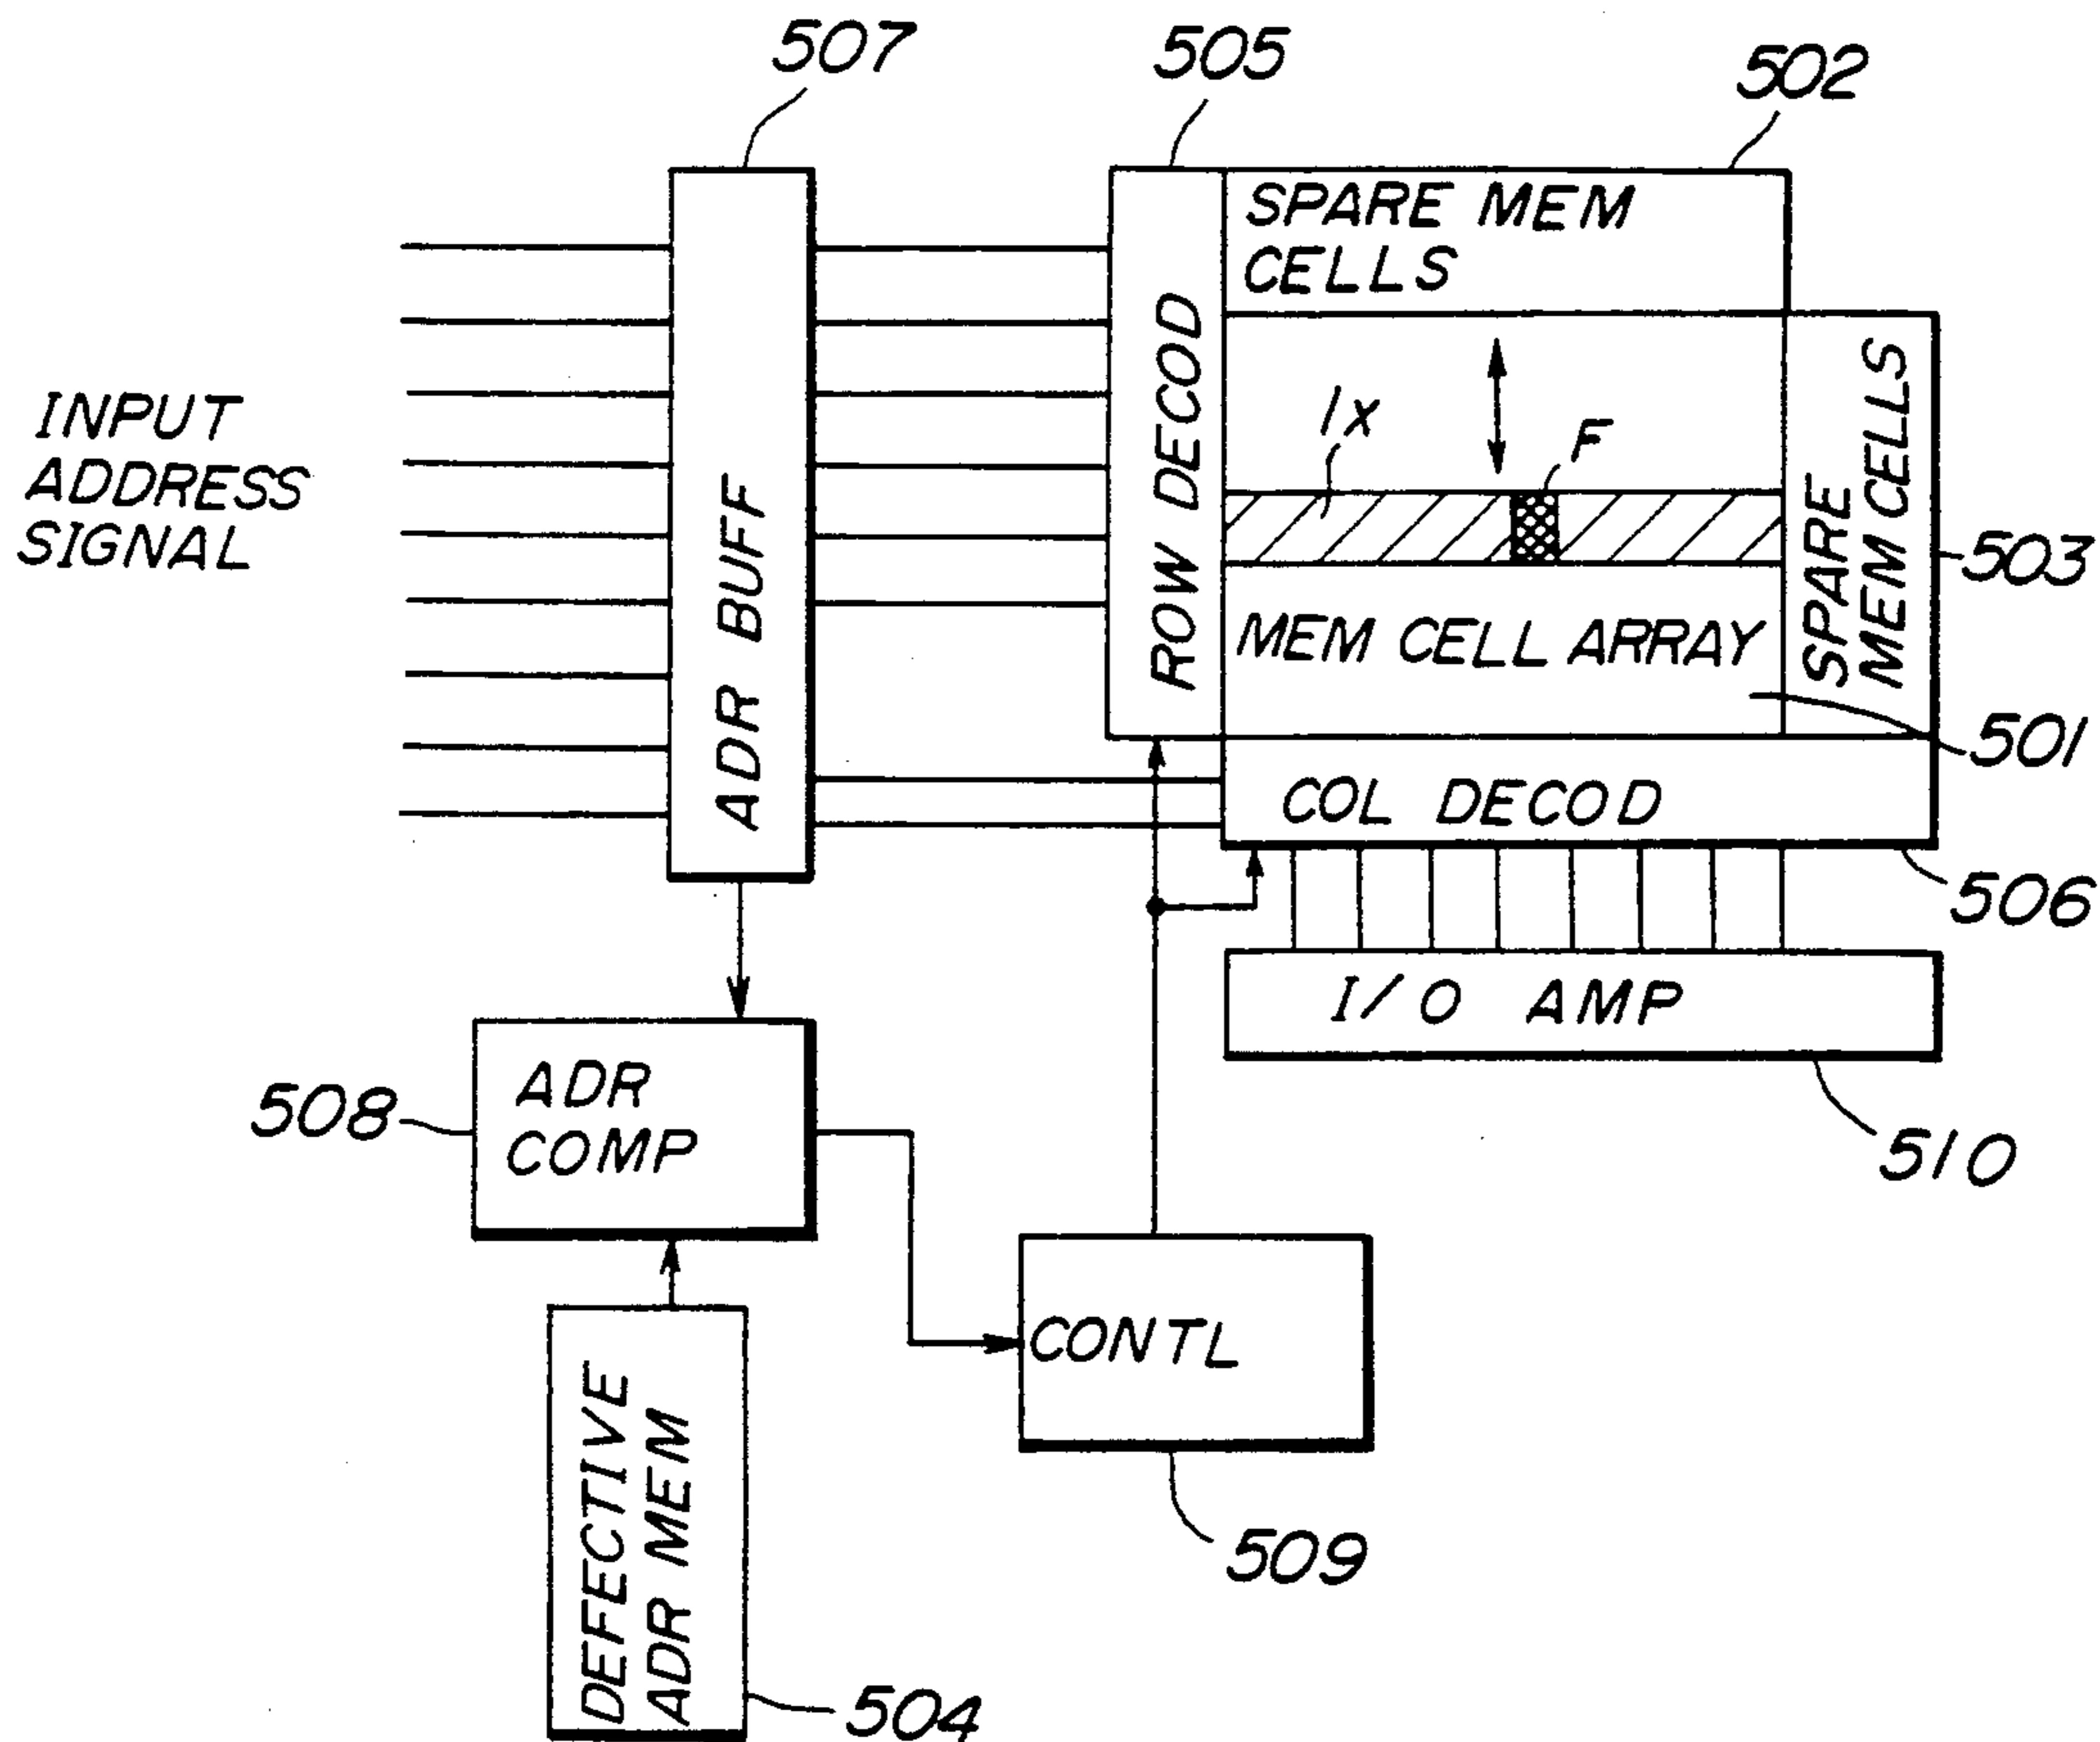 507
505
502
SPARE MEM
CELLS
INPUT
ADDRESS
SIGNAL
ADR BUFF
ROW DECOD
1X
F
SPARE
MEM CELLS
503
MEM CELL ARRAY
501
COL DECOD
506
I/O AMP
510
508
ADR
COMP
CONTL
509
DEFECTIVE
ADR MEM
504